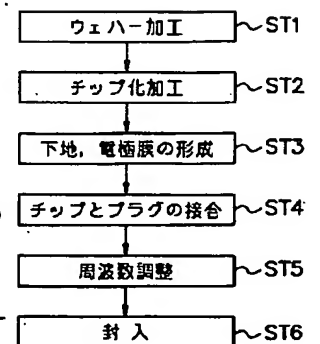 ウェハー加工 ST1
チップ化加工 ST2
下地,電極膜の形成 ST3
チップとプラグの接合 ST4
周波数調整 ST5
封入 ST6